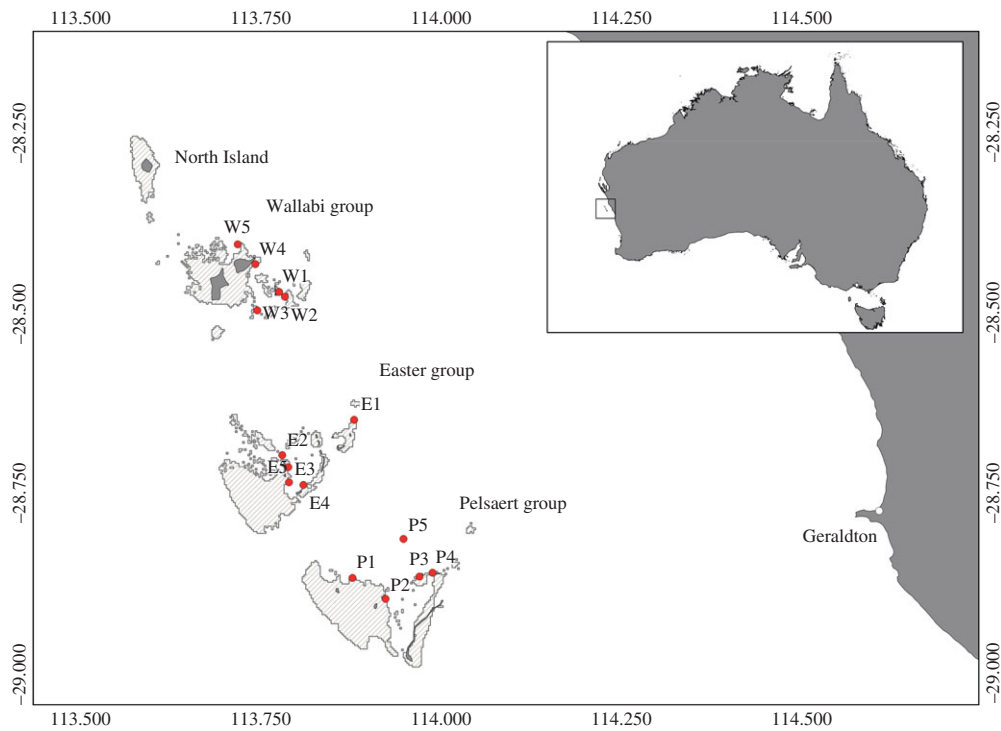 113.500 113.750 114.000 114.250 114.500
−28.250
−28.250
North Island
Wallabi group
W5
W4
W1
W3 W2
−28.500
−28.500
Easter group
E1
E2
E5 E3
E4
−28.750
−28.750
Pelsaert group
P5
Geraldton
P1 P3 P4
P2
−29.000
−29.000
113.500 113.750 114.000 114.250 114.500